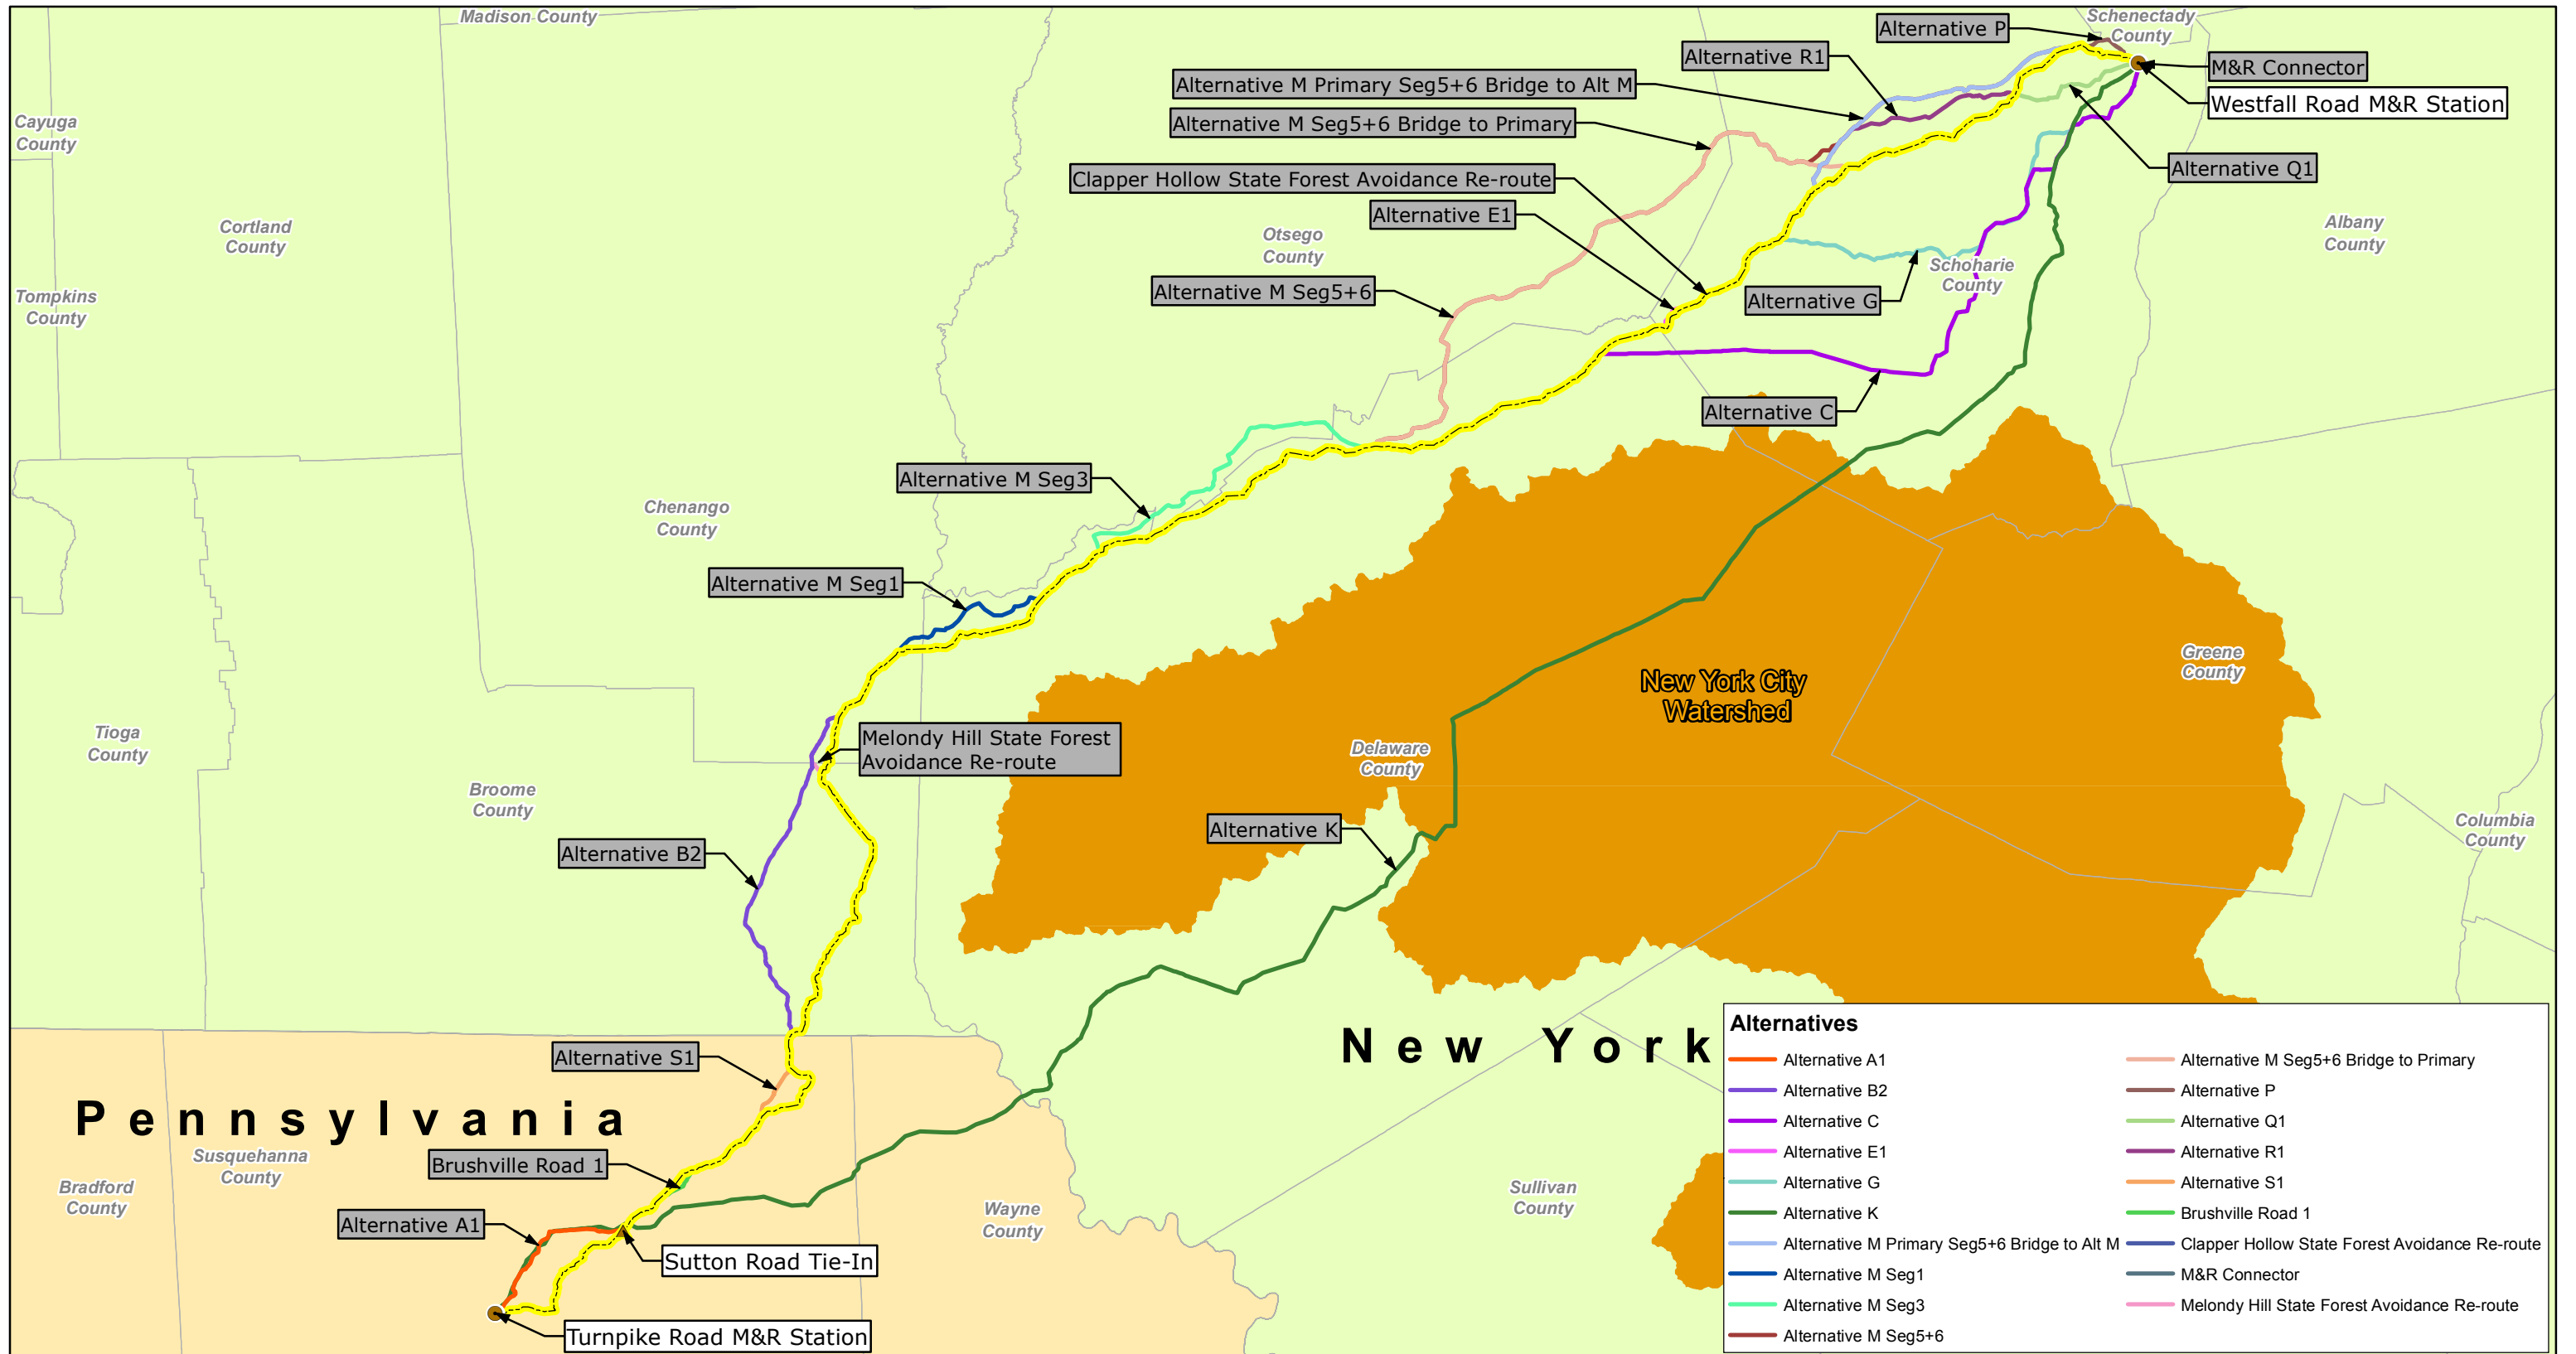 Madison County
Schenectady
County
Alternative P
Alternative R1
M&R Connector
Alternative M Primary Seg5+6 Bridge to Alt M
Westfall Road M&R Station
Cayuga
County
Alternative M Seg5+6 Bridge to Primary
Alternative Q1
Clapper Hollow State Forest Avoidance Re-route
Alternative E1
Cortland
County
Otsego
County
Albany
County
Schoharie
County
Tompkins
County
Alternative M Seg5+6
Alternative G
Alternative C
Alternative M Seg3
Chenango
County
Alternative M Seg1
Greene
County
New York City
Watershed
Tioga
County
Melondy Hill State Forest
Avoidance Re-route
Delaware
County
Broome
County
Alternative K
Columbia
County
Alternative B2
New York
Alternative S1
Pennsylvania
Susquehanna
County
Brushville Road 1
Bradford
County
Wayne
County
Sullivan
County
Alternative A1
Sutton Road Tie-In
Turnpike Road M&R Station
Alternatives
Alternative A1
Alternative B2
Alternative C
Alternative E1
Alternative G
Alternative K
Alternative M Primary Seg5+6 Bridge to Alt M
Alternative M Seg1
Alternative M Seg3
Alternative M Seg5+6
Alternative M Seg5+6 Bridge to Primary
Alternative P
Alternative Q1
Alternative R1
Alternative S1
Brushville Road 1
Clapper Hollow State Forest Avoidance Re-route
M&R Connector
Melondy Hill State Forest Avoidance Re-route